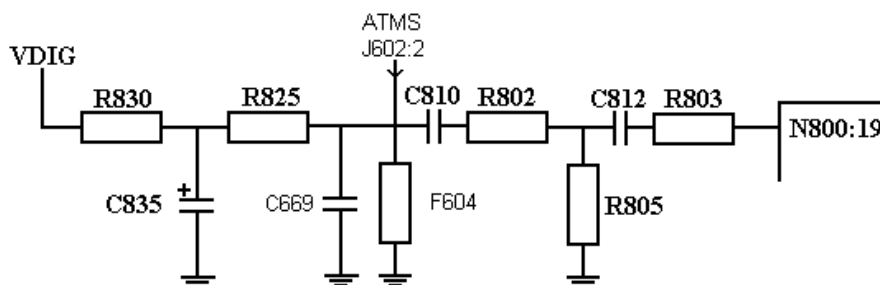 ATMS
J602:2
VDIG
R830
R825
C810
R802
C812
R803
N800:19
+
C835
C669
F604
R805